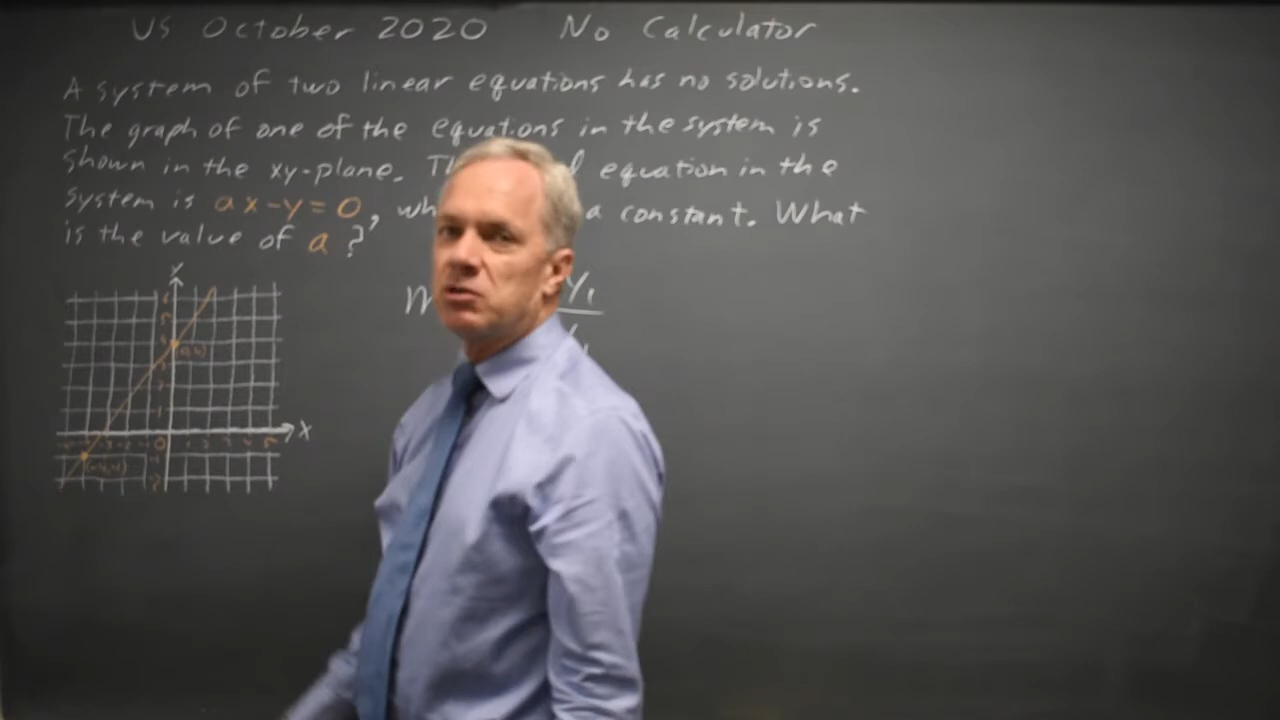 US October 2020 No Calculator
A system of two linear equations has no solutions.
The graph of one of the equations in the system is
shown in the xy-plane. equation in the
system is ax-y=0, a constant. What
is the value of a?
y
m y₁
x
0